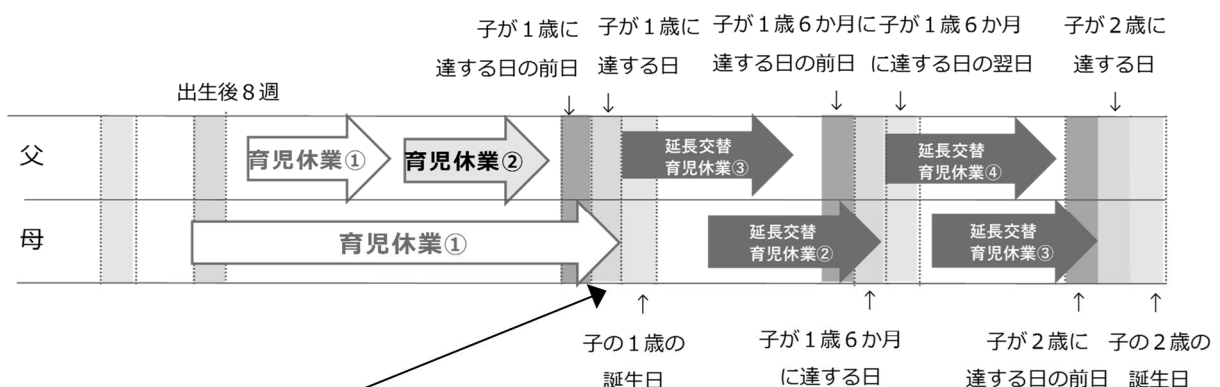 子が１歳に
達する日の前日
子が１歳に
達する日
子が１歳６か月に
達する日の前日
子が１歳６か月
に達する日の翌日
子が２歳に
達する日
出生後８週
↓
↓
↓
↓
↓
父
育児休業①
育児休業②
延長交替
育児休業③
延長交替
育児休業④
母
育児休業①
延長交替
育児休業②
延長交替
育児休業③
↑
↑
↑
↑
子の１歳の
誕生日
子が１歳６か月
に達する日
子が２歳に
達する日の前日
子の２歳の
誕生日